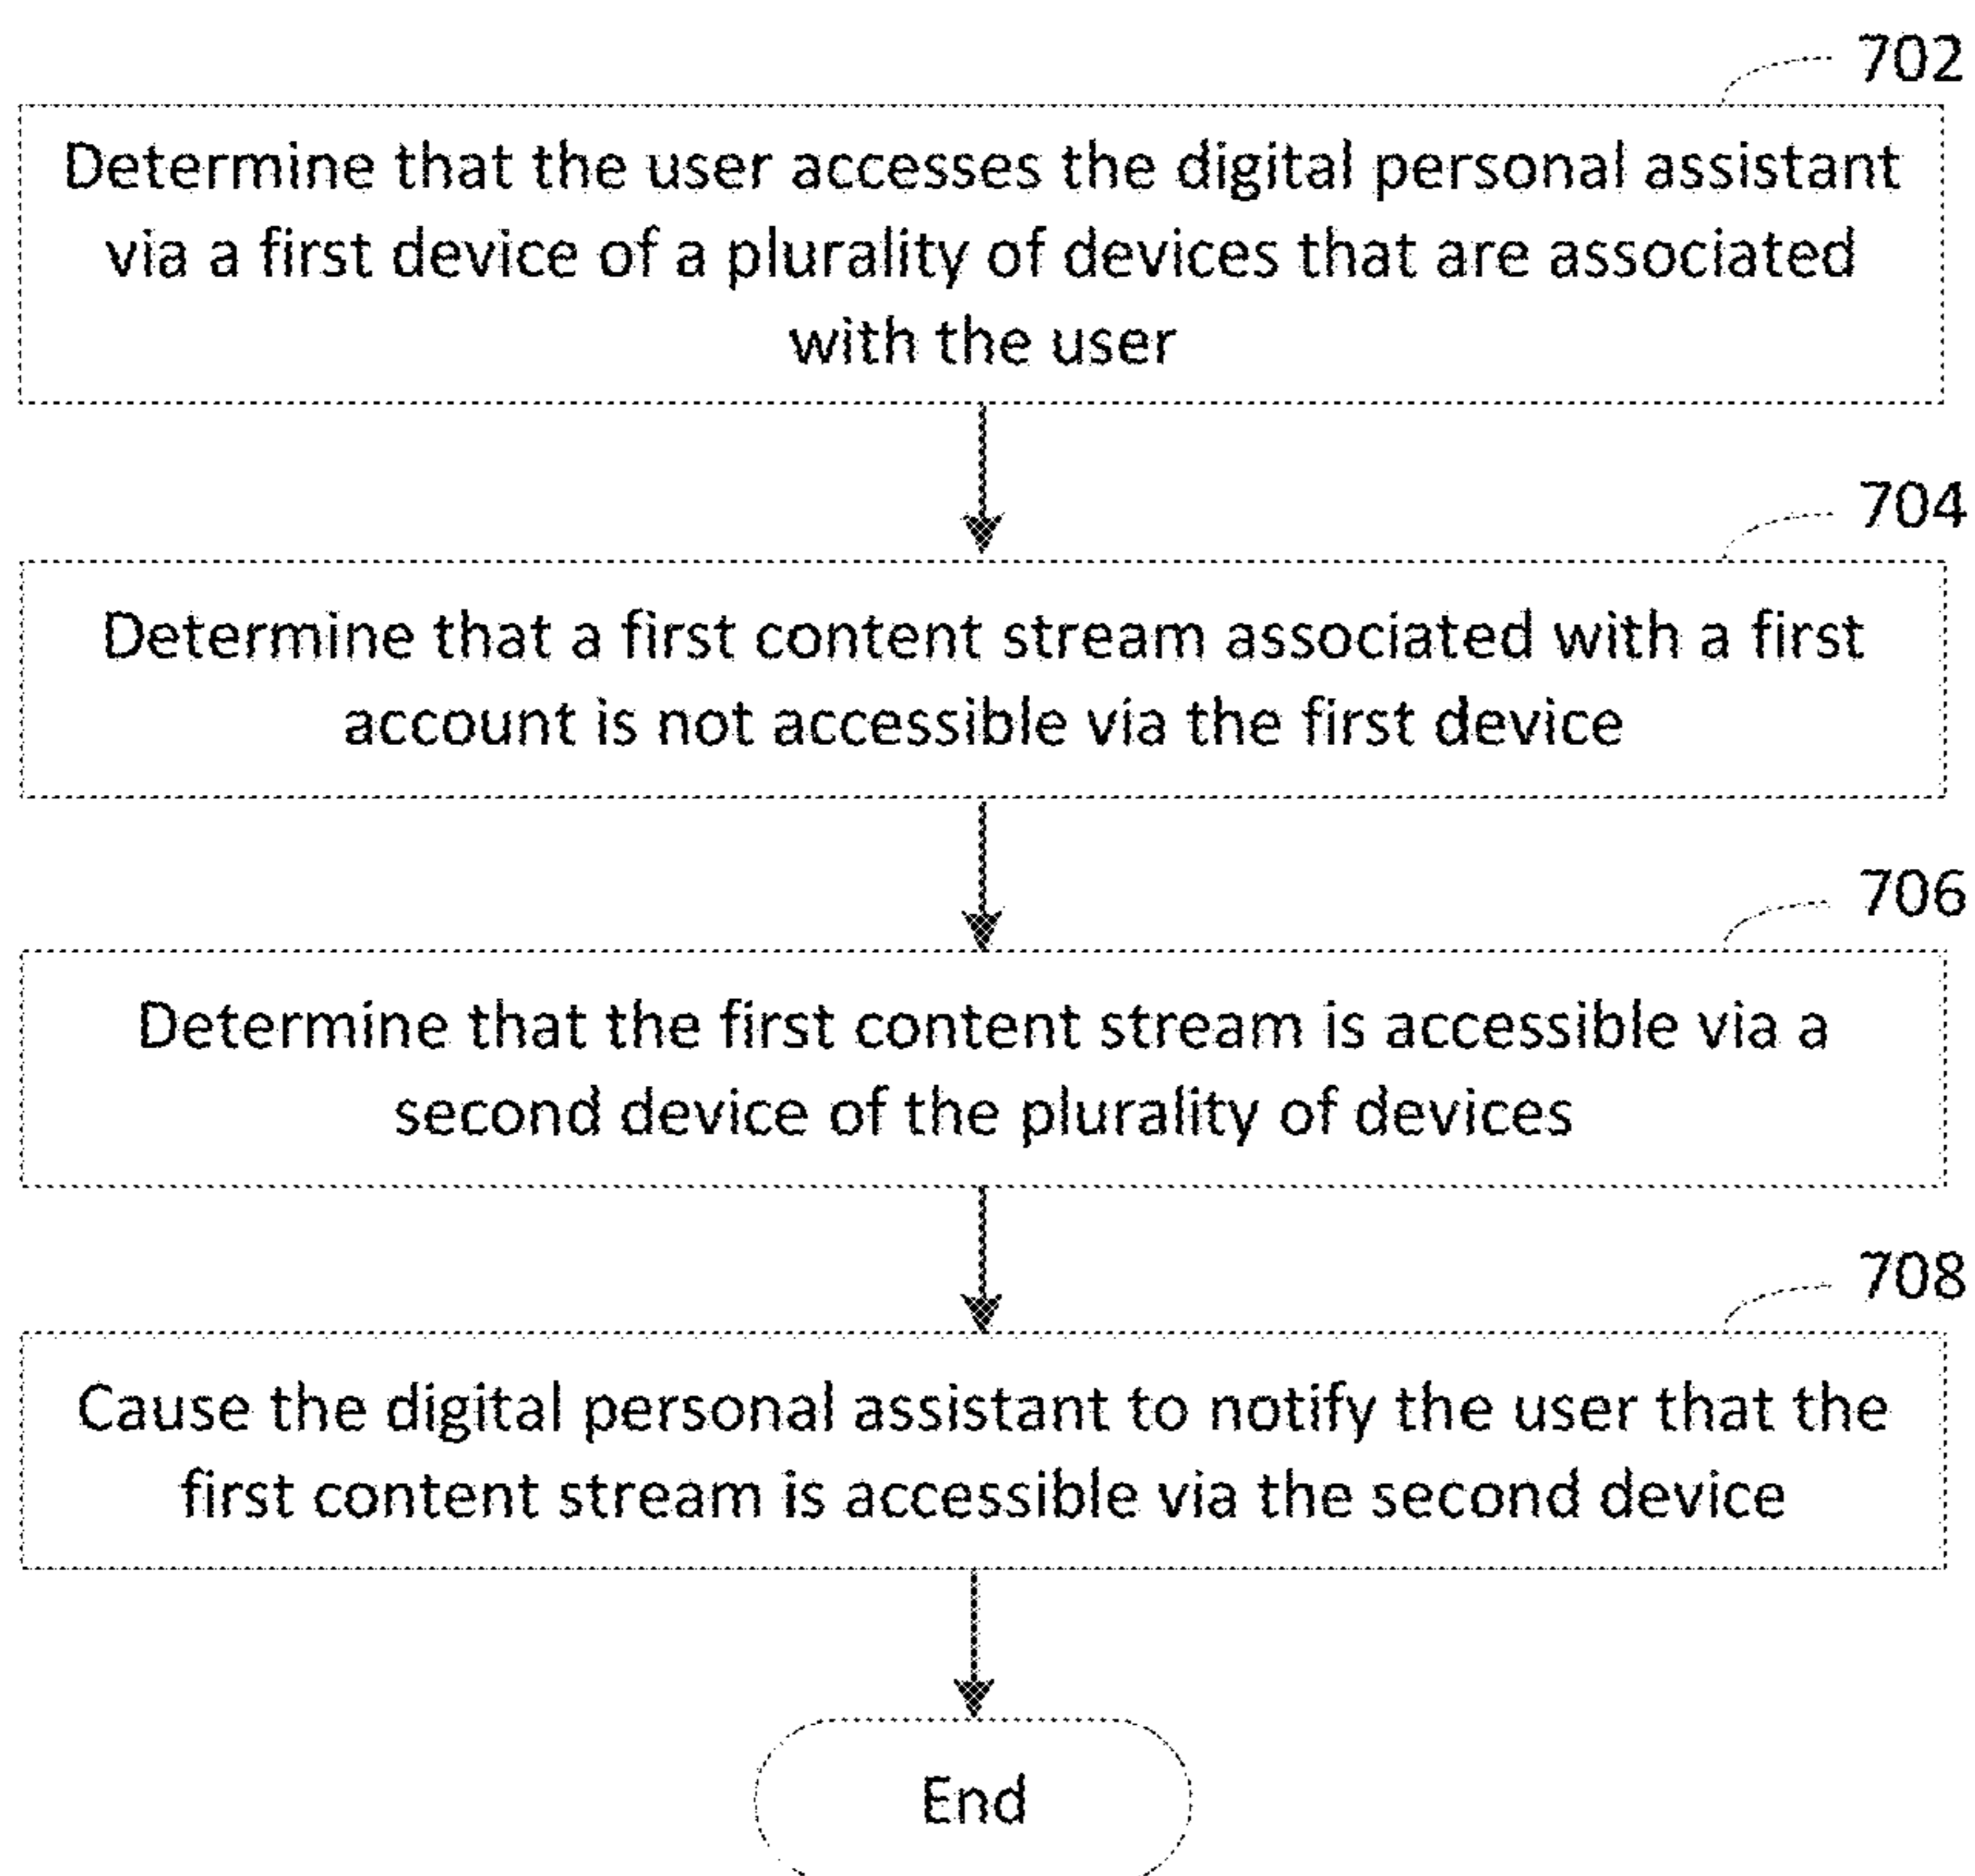 702
Determine that the user accesses the digital personal assistant
via a first device of a plurality of devices that are associated
with the user
704
Determine that a first content stream associated with a first
account is not accessible via the first device
706
Determine that the first content stream is accessible via a
second device of the plurality of devices
708
Cause the digital personal assistant to notify the user that the
first content stream is accessible via the second device
End